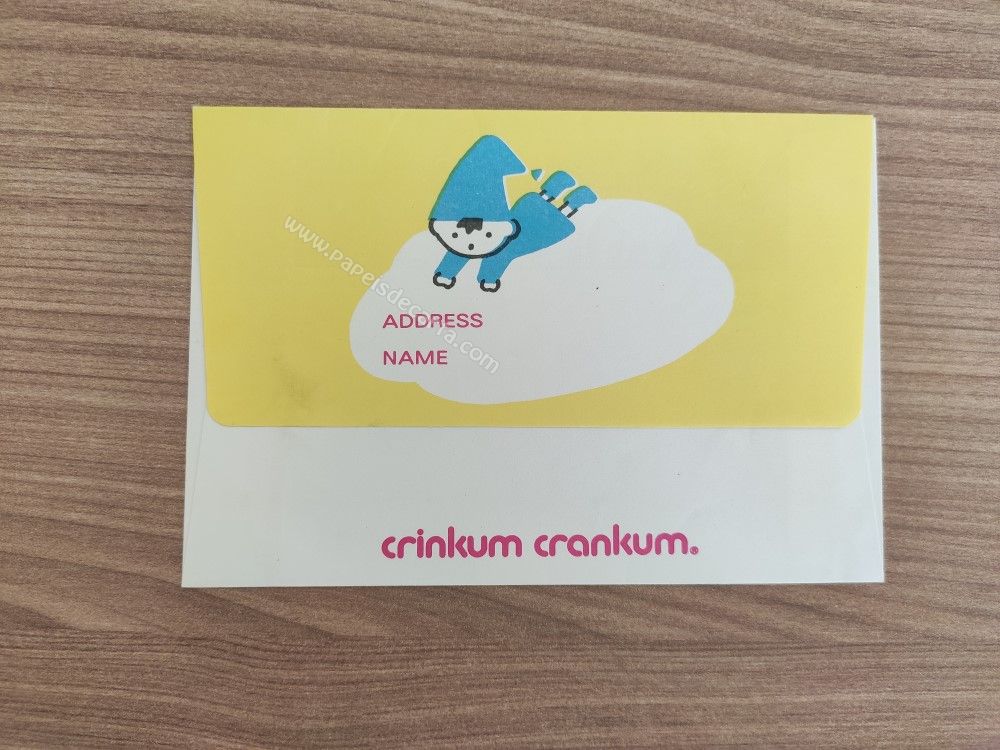 www.papeisdecarta.com
ADDRESS
NAME
crinkum crankum®